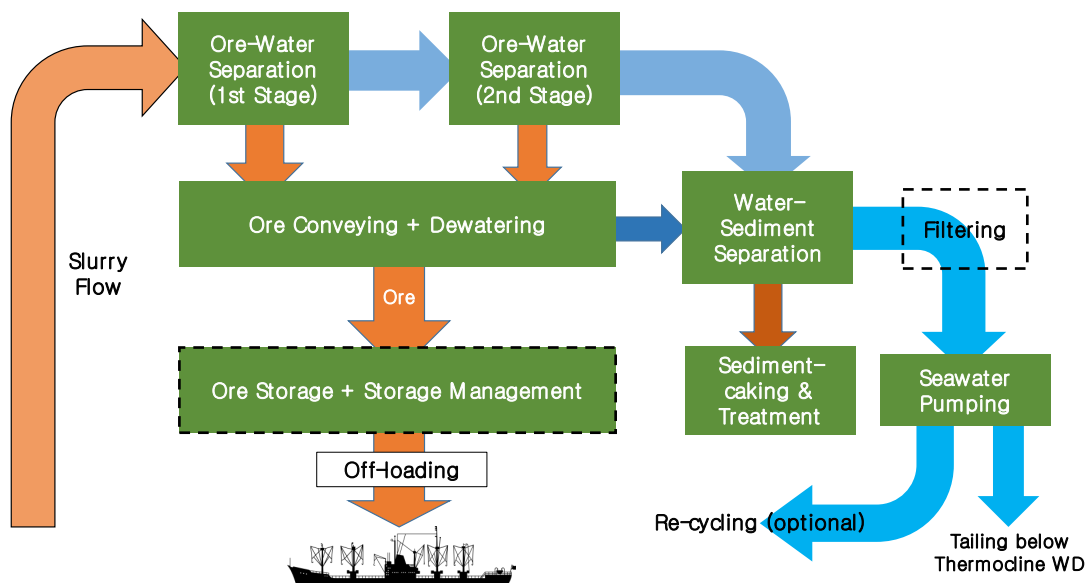 Ore-Water
Separation
(1st Stage)
Ore-Water
Separation
(2nd Stage)
Slurry
Flow
Ore Conveying + Dewatering
Water-
Sediment
Separation
Filtering
Ore
Ore Storage + Storage Management
Sediment-
caking &
Treatment
Seawater
Pumping
Off-loading
Re-cycling (optional)
Tailing below
Thermocline WD